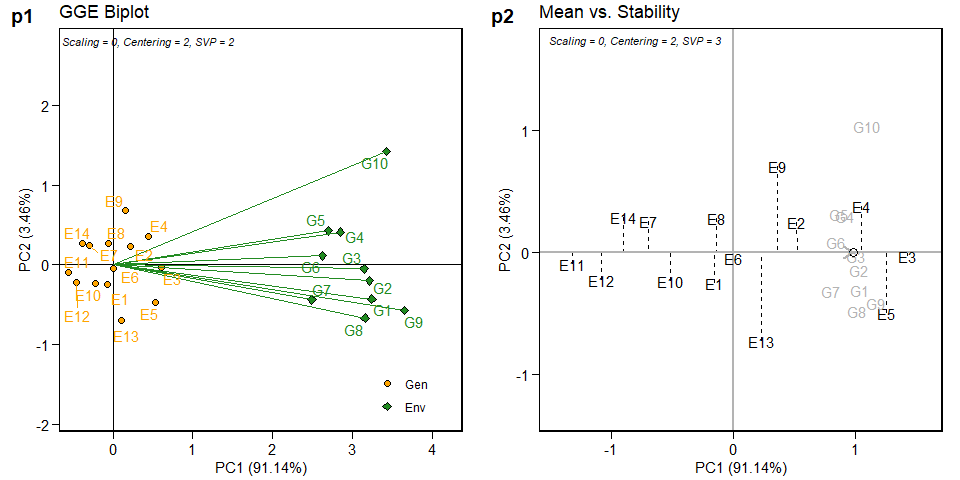 p1
GGE Biplot
Scaling = 0, Centering = 2, SVP = 2
PC2 (3.46%)
2
1
0
-1
-2
G10
E9
G5
E4
E14
E8
G4
E7
E2
G3
E11
G6
E6
E3
G7
G2
E10
E1
G1
E12
E5
G9
G8
E13
Gen
Env
0
1
2
3
4
PC1 (91.14%)
p2
Mean vs. Stability
Scaling = 0, Centering = 2, SVP = 3
PC2 (3.46%)
1
0
-1
G10
E9
E4
G5
G4
E14
E7
E8
E2
G6
E6
G3
E3
E11
G2
E12
E10
E1
G7
G1
G9
G8
E5
E13
-1
0
1
PC1 (91.14%)